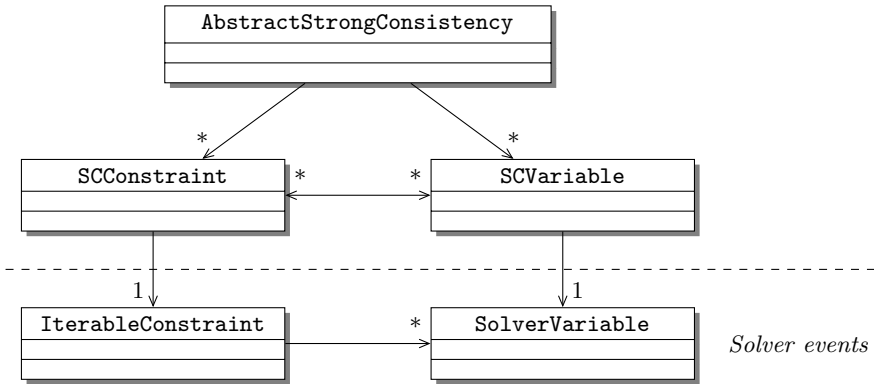 AbstractStrongConsistency
* *
SCConstraint * * SCVariable
1 1
IterableConstraint * SolverVariable
Solver events